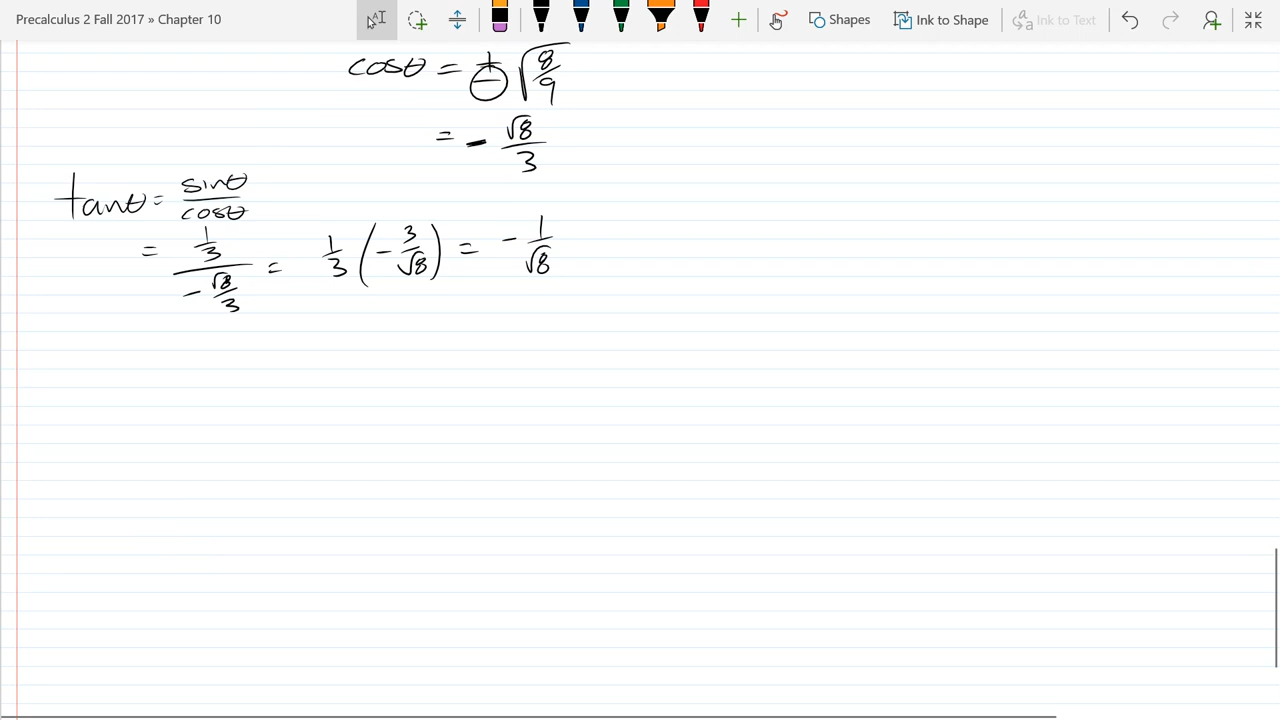 Precalculus 2 Fall 2017 » Chapter 10
Shapes
Ink to Shape
Ink to Text
cosθ = ± √(8/9)
= - √8/3
tanθ = sinθ/cosθ
= (1/3)/(-√8/3) = 1/3 (-3/√8) = -1/√8